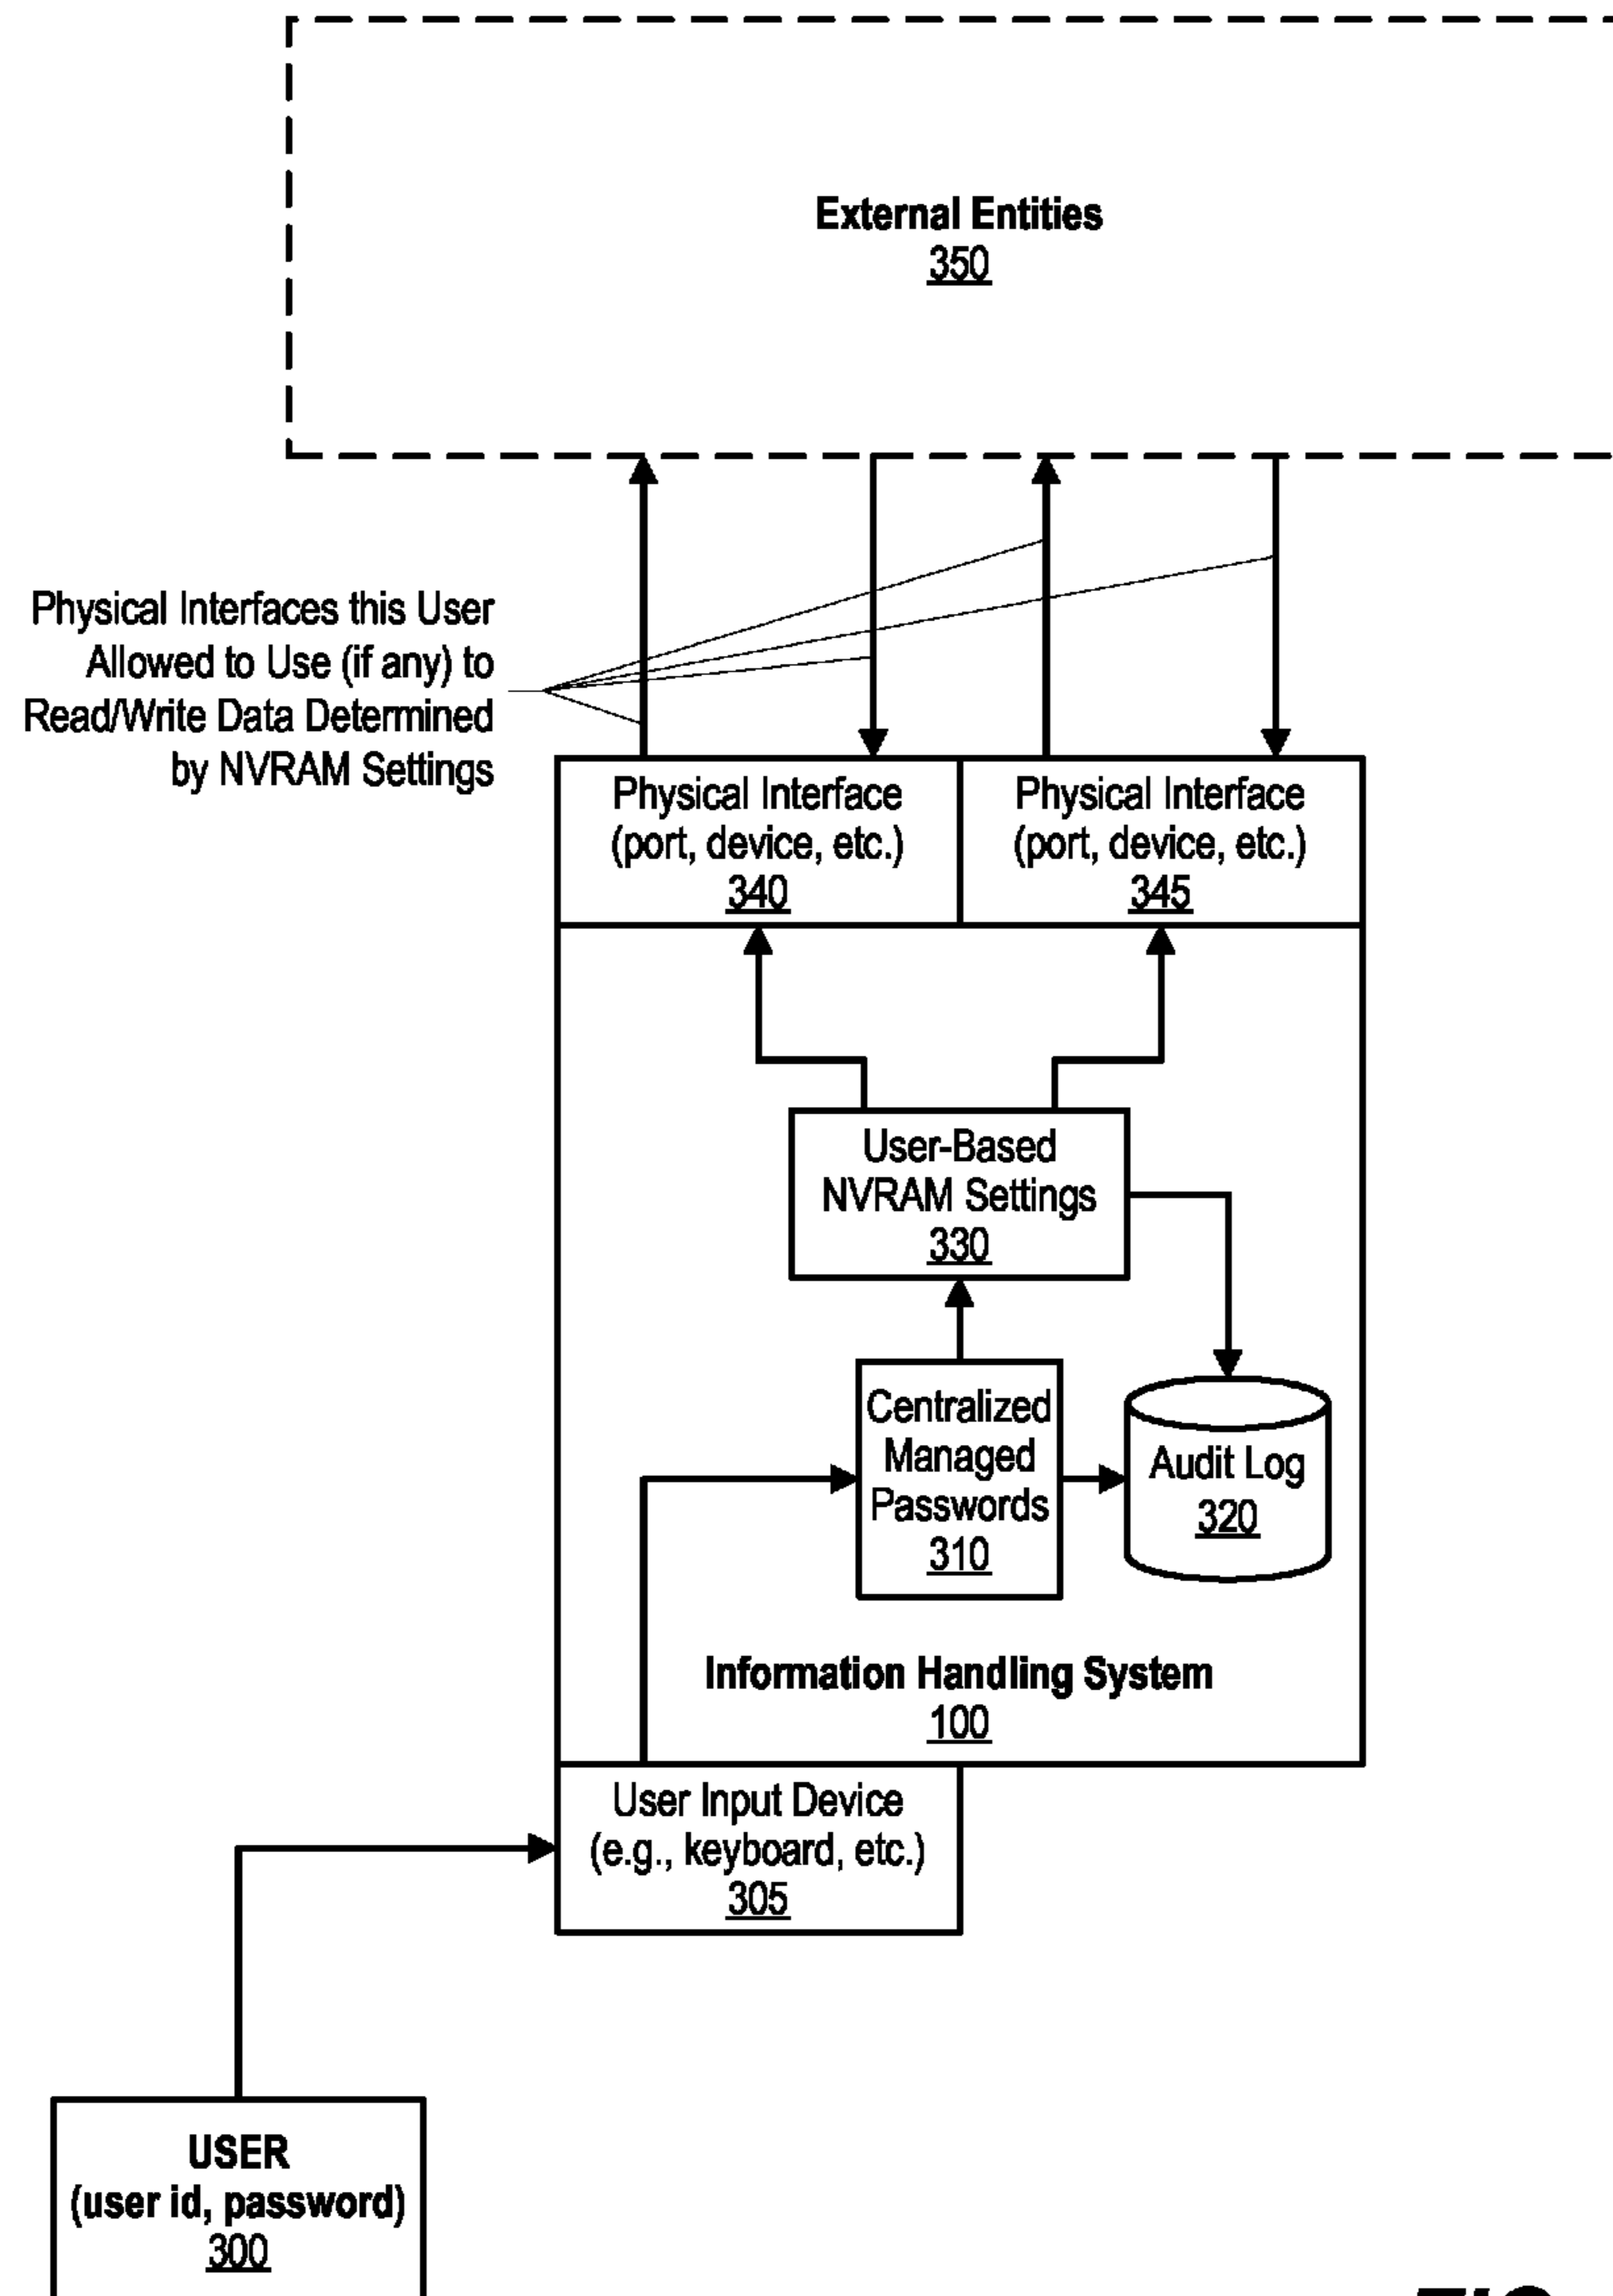 External Entities
350
Physical Interfaces this User
Allowed to Use (if any) to
Read/Write Data Determined
by NVRAM Settings
Physical Interface
(port, device, etc.)
340
Physical Interface
(port, device, etc.)
345
User-Based
NVRAM Settings
330
Centralized
Managed
Passwords
310
Audit Log
320
Information Handling System
100
User Input Device
(e.g., keyboard, etc.)
305
USER
(user id, password)
300